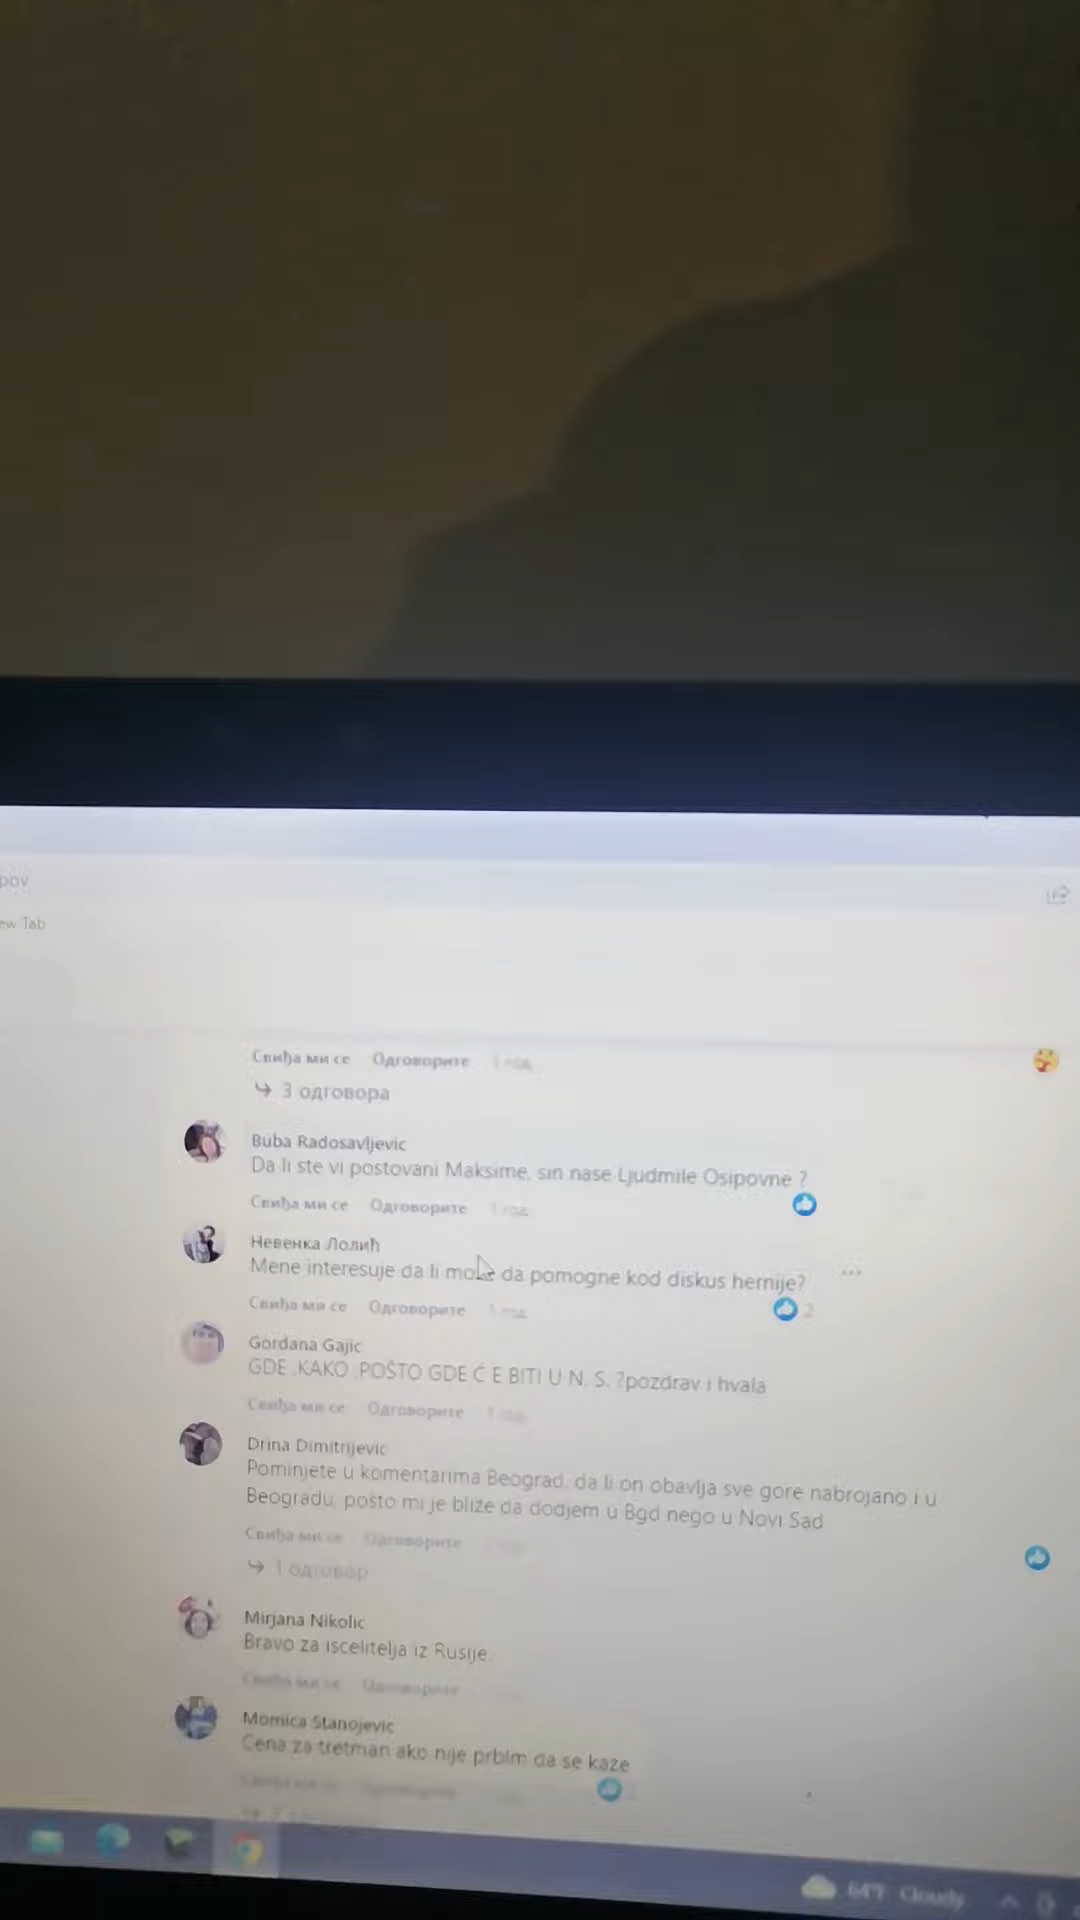 pov
ew Tab
Свиђа ми се Одговорите 1 год.
3 одговора
Buba Radosavljevic
Da li ste vi postovani Maksime, sin nase Ljudmile Osipovne ?
Свиђа ми се Одговорите 1 год.
Невенка Лолић
Mene interesuje da li može da pomogne kod diskus hernije?
Свиђа ми се Одговорите 1 год.
2
Gordana Gajic
GDE .KAKO .POŠTO GDE Ć E BITI U N. S. ?pozdrav i hvala
Свиђа ми се Одговорите 1 год.
Drina Dimitrijevic
Pominjete u komentarima Beograd, da li on obavlja sve gore nabrojano i u
Beogradu, pošto mi je bliže da dodjem u Bgd nego u Novi Sad
Свиђа ми се Одговорите
1 одговор
Mirjana Nikolic
Bravo za iscelitelja iz Rusije.
Свиђа ми се Одговорите
Momica Stanojevic
Cena za tretman ako nije prblm da se kaze
64°F Cloudy